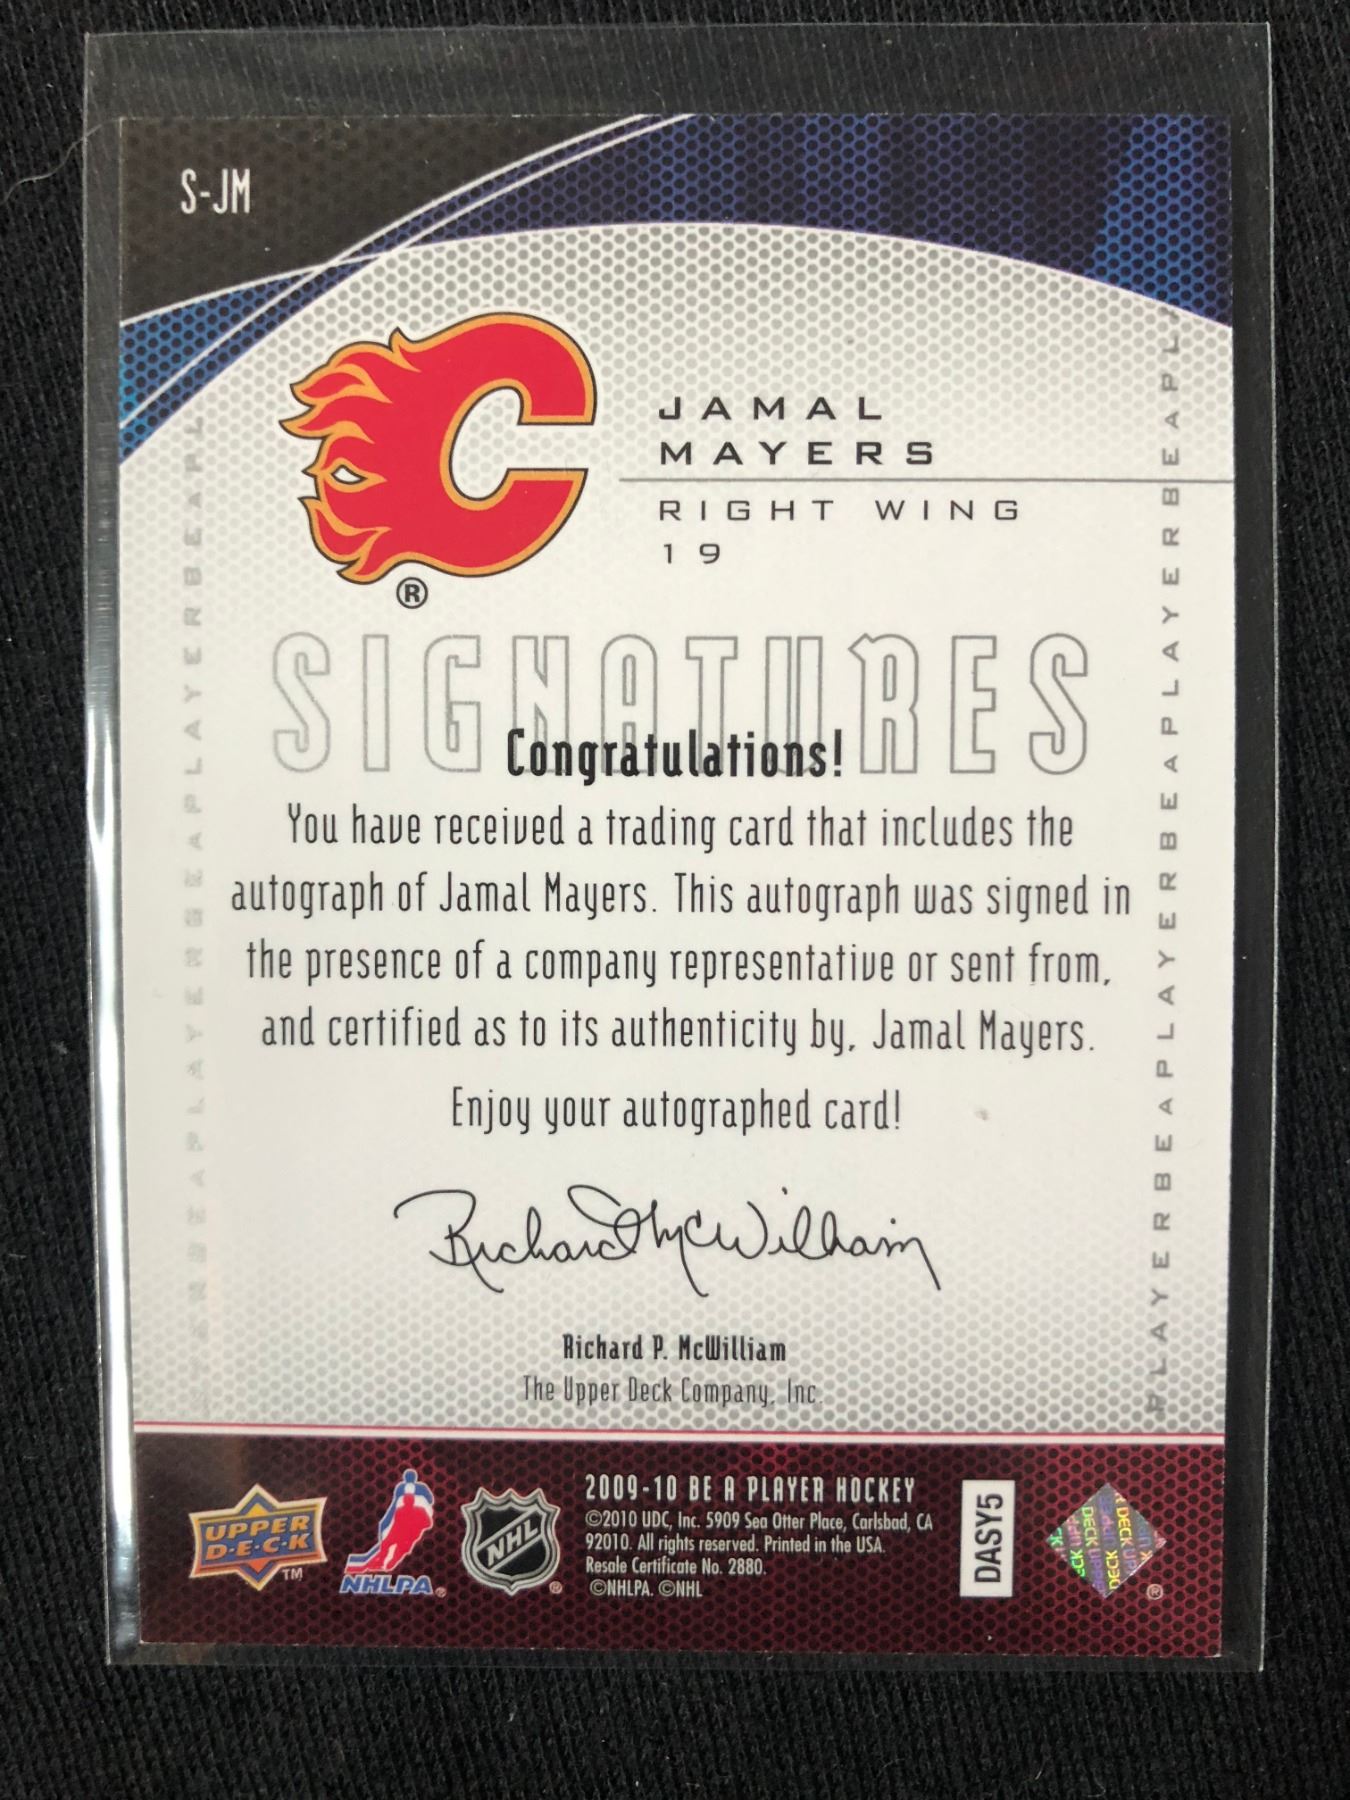 S-JM
JAMAL
MAYERS
RIGHT WING
19
SIGNATURES
Congratulations!
You have received a trading card that includes the
autograph of Jamal Mayers. This autograph was signed in
the presence of a company representative or sent from,
and certified as to its authenticity by, Jamal Mayers.
Enjoy your autographed card!
Richard McWilliam
Richard P. McWilliam
The Upper Deck Company, Inc.
UPPER
D·E·C·K
TM
NHLPA
NHL
2009-10 BE A PLAYER HOCKEY
©2010 UDC, Inc. 5909 Sea Otter Place, Carlsbad, CA
92010. All rights reserved. Printed in the USA.
Resale Certificate No. 2880.
©NHLPA. ©NHL
DASY5
PLAYERBEAPLAYERBEAPLAYERBEAPLAYERBEAPL